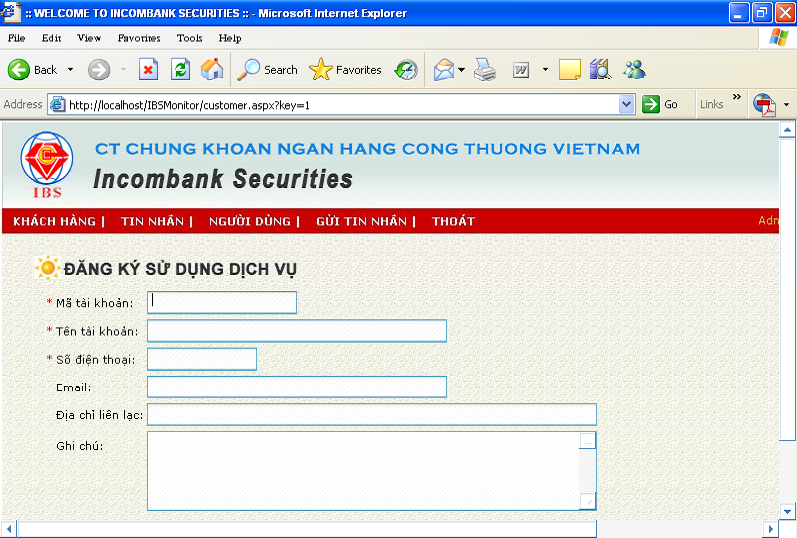 :: WELCOME TO INCOMBANK SECURITIES :: - Microsoft Internet Explorer
File Edit View Favorites Tools Help
Back Search Favorites
Address http://localhost/IBSMonitor/customer.aspx?key=1 Go Links »
CT CHUNG KHOAN NGAN HANG CONG THUONG VIETNAM
Incombank Securities
IBS
KHÁCH HÀNG | TIN NHẮN | NGƯỜI DÙNG | GỬI TIN NHẮN | THOÁT Adn
ĐĂNG KÝ SỬ DỤNG DỊCH VỤ
* Mã tài khoản:
* Tên tài khoản:
* Số điện thoại:
Email:
Địa chỉ liên lạc:
Ghi chú: